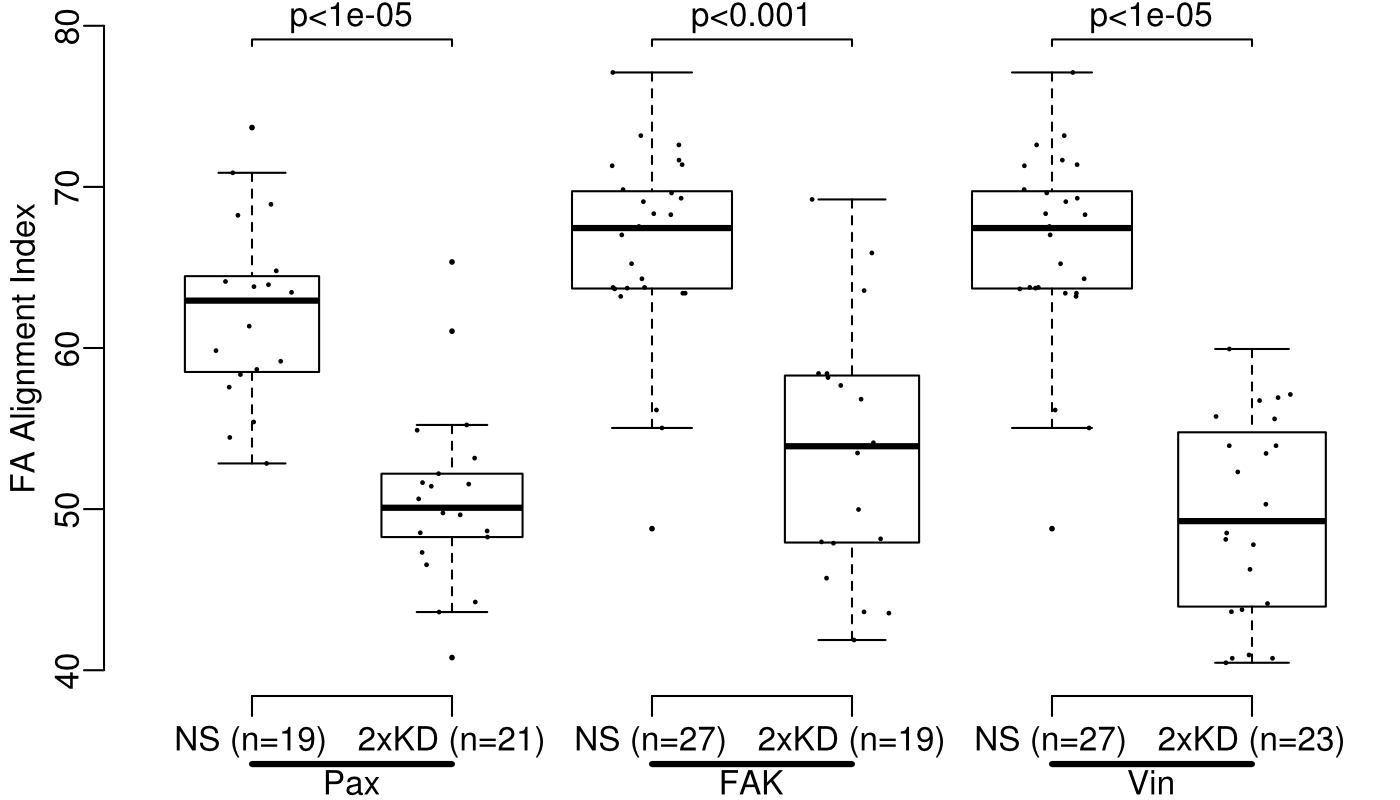 p<1e-05 p<0.001 p<1e-05
FA Alignment Index
80
70
60
50
40
NS (n=19) 2xKD (n=21) NS (n=27) 2xKD (n=19) NS (n=27) 2xKD (n=23)
Pax FAK Vin